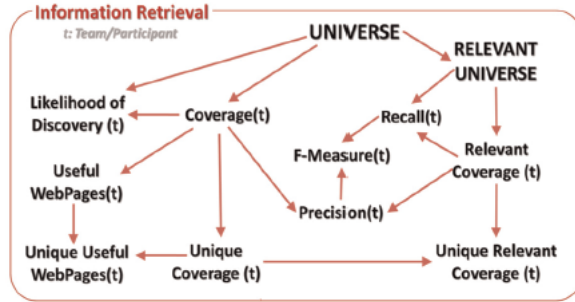 Information Retrieval
t: Team/Participant
UNIVERSE
RELEVANT
UNIVERSE
Likelihood of
Discovery (t)
Coverage(t)
Recall(t)
F-Measure(t)
Relevant
Coverage (t)
Useful
WebPages(t)
Precision(t)
Unique Useful
WebPages(t)
Unique
Coverage (t)
Unique Relevant
Coverage (t)